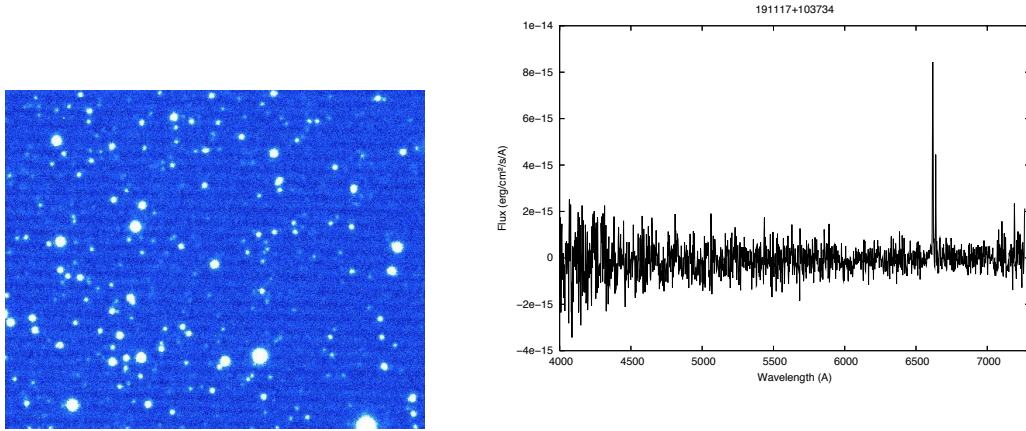 191117+103734
1e-14
8e-15
6e-15
4e-15
2e-15
0
−2e-15
−4e-15
4000 4500 5000 5500 6000 6500 7000
Flux (erg/cm²/s/A)
Wavelength (A)